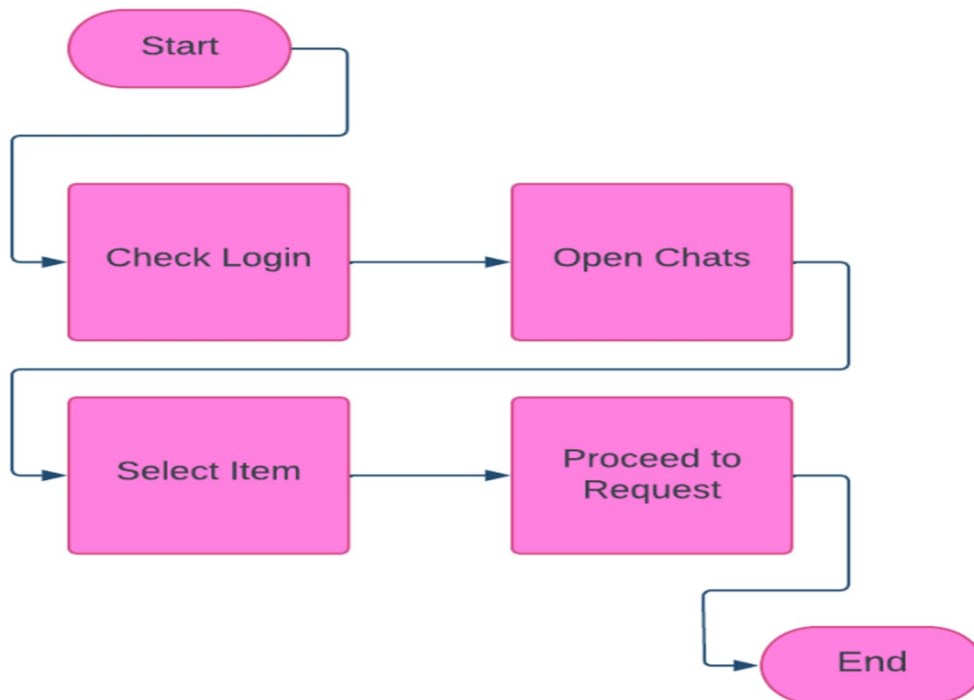 Start
Check Login
Open Chats
Select Item
Proceed to
Request
End